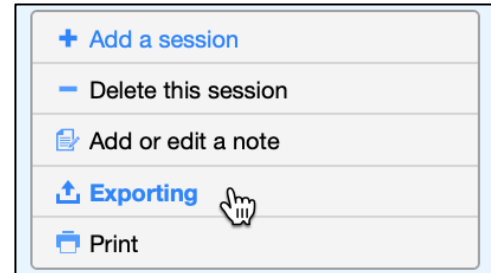 Add a session
Delete this session
Add or edit a note
Exporting
Print